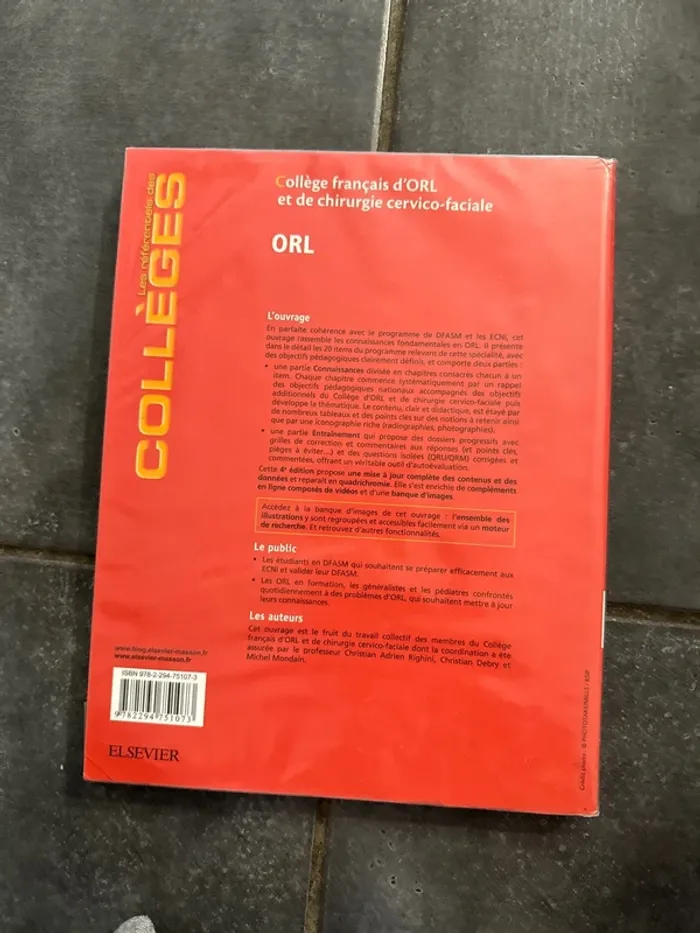 Les référentiels des
COLLÈGES
Collège français d'ORL
et de chirurgie cervico-faciale
ORL
L'ouvrage
En parfaite cohérence avec le programme de DFASM et les ECNi, cet
ouvrage rassemble les connaissances fondamentales en ORL. Il présente
dans le détail les 20 items du programme relevant de cette spécialité, avec
des objectifs pédagogiques clairement définis, et comporte deux parties :
• une partie Connaissances divisée en chapitres consacrés chacun à un
item. Chaque chapitre commence systématiquement par un rappel
des objectifs pédagogiques nationaux accompagnés des objectifs
additionnels du Collège d'ORL et de chirurgie cervico-faciale puis
développe la thématique. Le contenu, clair et didactique, est étayé par
de nombreux tableaux et des points clés sur des notions à retenir ainsi
que par une iconographie riche (radiographies, photographies).
• une partie Entraînement qui propose des dossiers progressifs avec
grilles de correction et commentaires aux réponses (et points clés,
pièges à éviter...) et des questions isolées (QRU/QRM) corrigées et
commentées, offrant un véritable outil d'autoévaluation.
Cette 4e édition propose une mise à jour complète des contenus et des
données et reparaît en quadrichromie. Elle s'est enrichie de compléments
en ligne composés de vidéos et d'une banque d'images.
Accédez à la banque d'images de cet ouvrage : l'ensemble des
illustrations y sont regroupées et accessibles facilement via un moteur
de recherche. Et retrouvez d'autres fonctionnalités.
Le public
• Les étudiants en DFASM qui souhaitent se préparer efficacement aux
ECNi et valider leur DFASM.
• Les ORL en formation, les généralistes et les pédiatres confrontés
quotidiennement à des problèmes d'ORL, qui souhaitent mettre à jour
leurs connaissances.
Les auteurs
Cet ouvrage est le fruit du travail collectif des membres du Collège
français d'ORL et de chirurgie cervico-faciale dont la coordination a été
assurée par le professeur Christian Adrien Righini, Christian Debry et
Michel Mondain.
www.blog.elsevier-masson.fr
www.elsevier-masson.fr
ISBN 978-2-294-75107-3
9 782294 751073
ELSEVIER
Crédits photos : © PHOTOTAKE/MALLI / BSIP